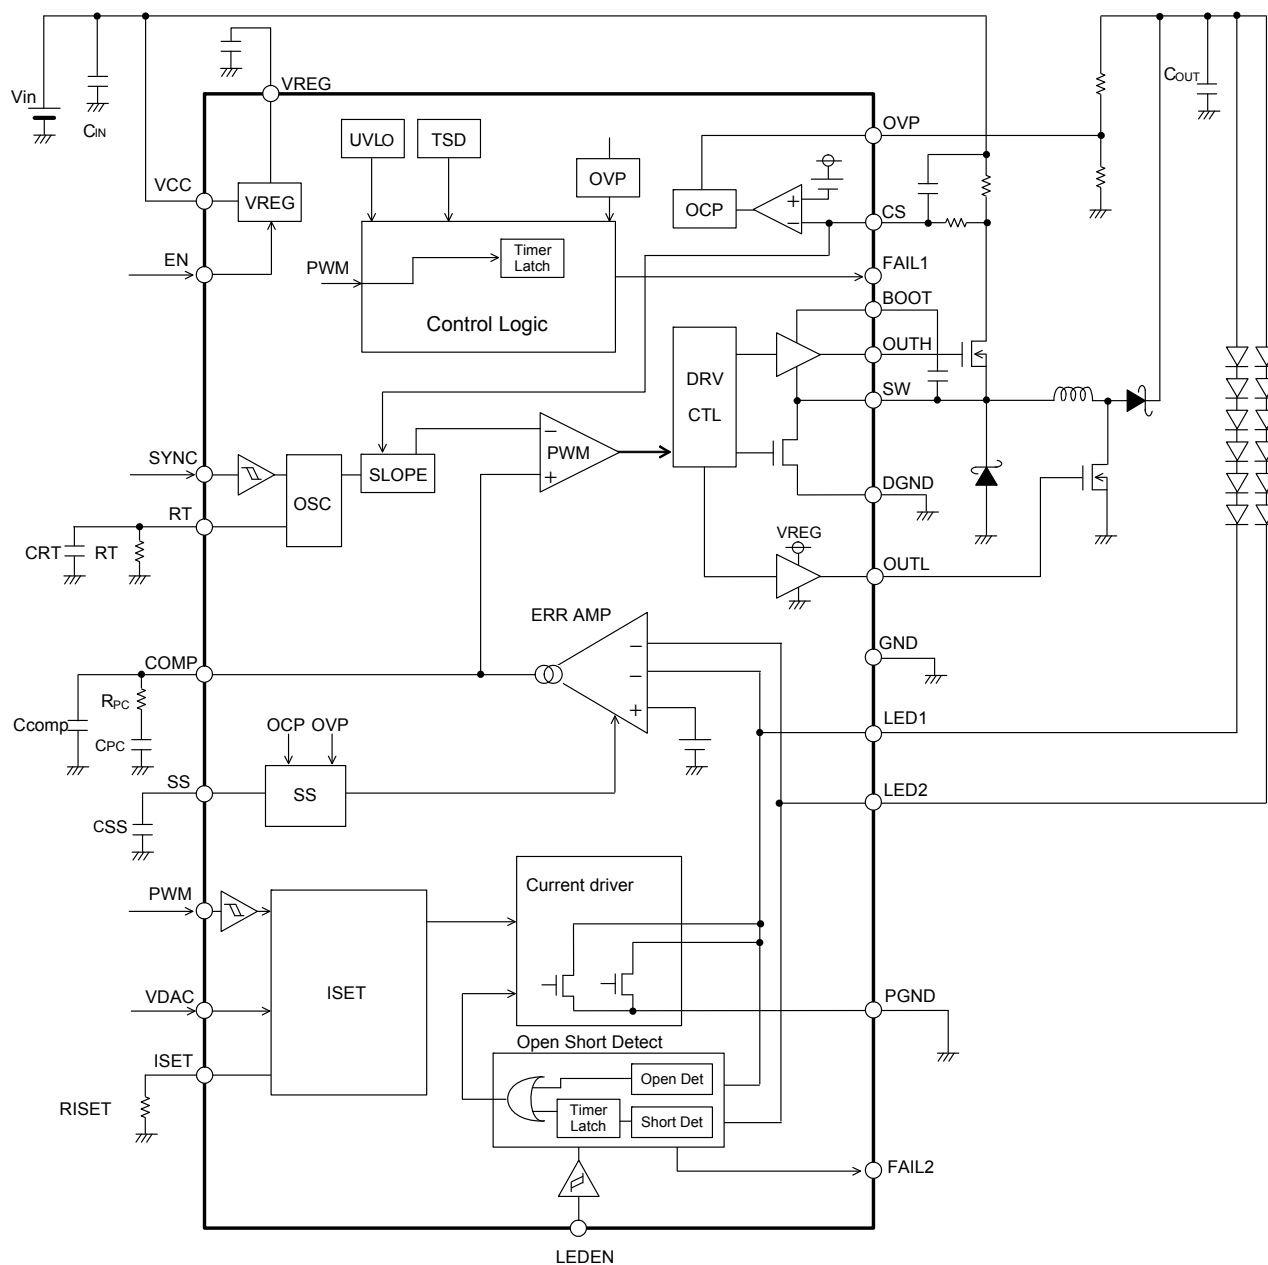 VREG
Vin
CIN
COUT
OVP
UVLO
TSD
OVP
VCC
VREG
OCP
+
−
CS
EN
PWM
Timer
Latch
FAIL1
Control Logic
BOOT
OUTH
DRV
CTL
SW
SYNC
OSC
SLOPE
−
PWM
+
DGND
RT
CRT
RT
VREG
OUTL
ERR AMP
−
−
+
GND
COMP
RPC
Ccomp
CPC
OCP
OVP
LED1
SS
SS
LED2
CSS
PWM
Current driver
ISET
VDAC
PGND
ISET
Open Short Detect
Open Det
RISET
Timer
Latch
Short Det
FAIL2
LEDEN